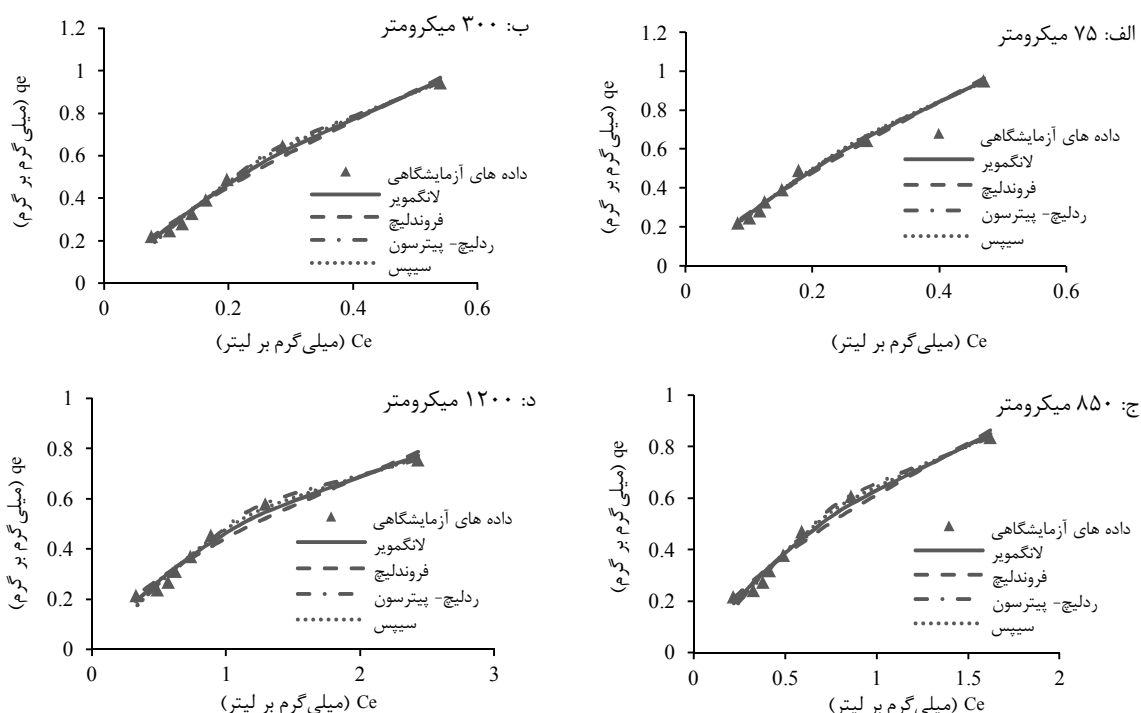 الف: ۷۵ میکرومتر
qe (میلی‌گرم بر گرم)
1.2
1
0.8
0.6
0.4
0.2
0
داده های آزمایشگاهی
لانگمویر
فروندلیچ
ردلیچ- پیترسون
سیپس
0
0.2
0.4
0.6
Ce (میلی‌گرم بر لیتر)
ب: ۳۰۰ میکرومتر
qe (میلی‌گرم بر گرم)
1.2
1
0.8
0.6
0.4
0.2
0
داده های آزمایشگاهی
لانگمویر
فروندلیچ
ردلیچ- پیترسون
سیپس
0
0.2
0.4
0.6
Ce (میلی‌گرم بر لیتر)
ج: ۸۵۰ میکرومتر
qe (میلی‌گرم بر گرم)
1
0.8
0.6
0.4
0.2
0
داده های آزمایشگاهی
لانگمویر
فروندلیچ
ردلیچ- پیترسون
سیپس
0
0.5
1
1.5
2
Ce (میلی‌گرم بر لیتر)
د: ۱۲۰۰ میکرومتر
qe (میلی‌گرم بر گرم)
1
0.8
0.6
0.4
0.2
0
داده های آزمایشگاهی
لانگمویر
فروندلیچ
ردلیچ- پیترسون
سیپس
0
1
2
3
Ce (میلی‌گرم بر لیتر)